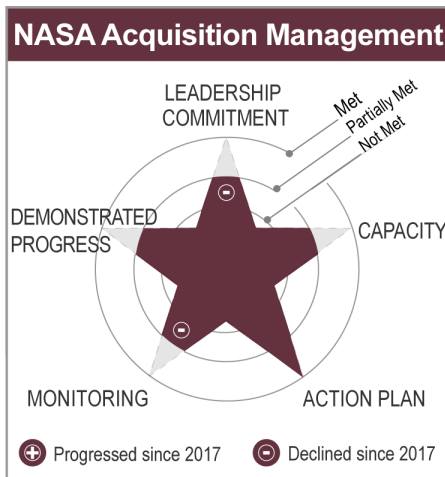 NASA Acquisition Management
LEADERSHIP
COMMITMENT
Met
Partially Met
Not Met
DEMONSTRATED
PROGRESS
CAPACITY
MONITORING
ACTION PLAN
Progressed since 2017
Declined since 2017